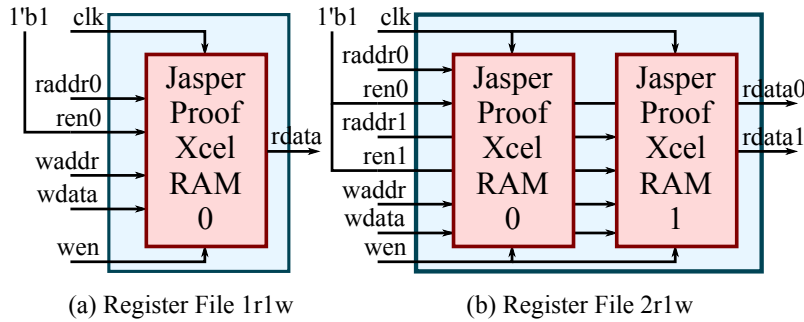 1'b1
clk
raddr0
ren0
waddr
wdata
wen
Jasper
Proof
Xcel
RAM
0
rdata
(a) Register File 1r1w
1'b1
clk
raddr0
ren0
raddr1
ren1
waddr
wdata
wen
Jasper
Proof
Xcel
RAM
0
Jasper
Proof
Xcel
RAM
1
rdata0
rdata1
(b) Register File 2r1w